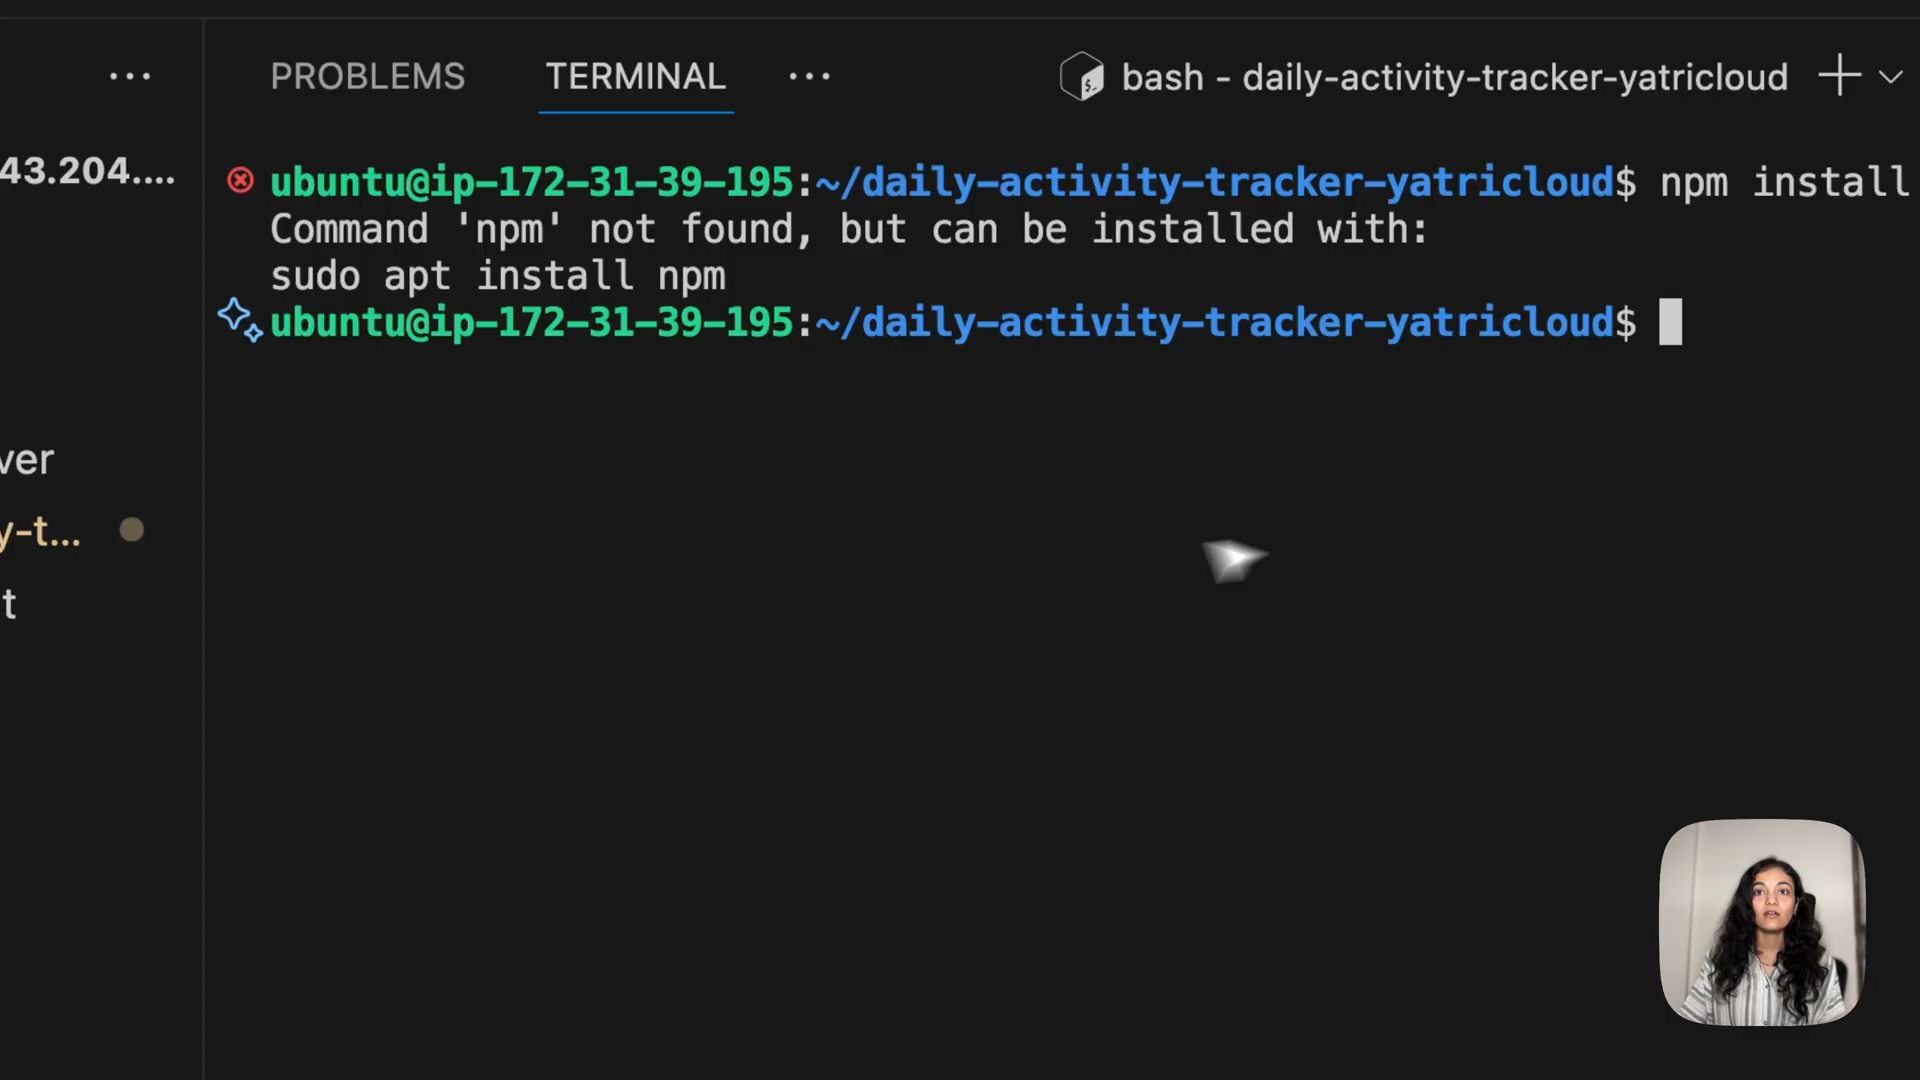 PROBLEMS TERMINAL ... bash - daily-activity-tracker-yatricloud
43.204....
ubuntu@ip-172-31-39-195:~/daily-activity-tracker-yatricloud$ npm install
Command 'npm' not found, but can be installed with:
sudo apt install npm
ubuntu@ip-172-31-39-195:~/daily-activity-tracker-yatricloud$
ver
y-t...
t